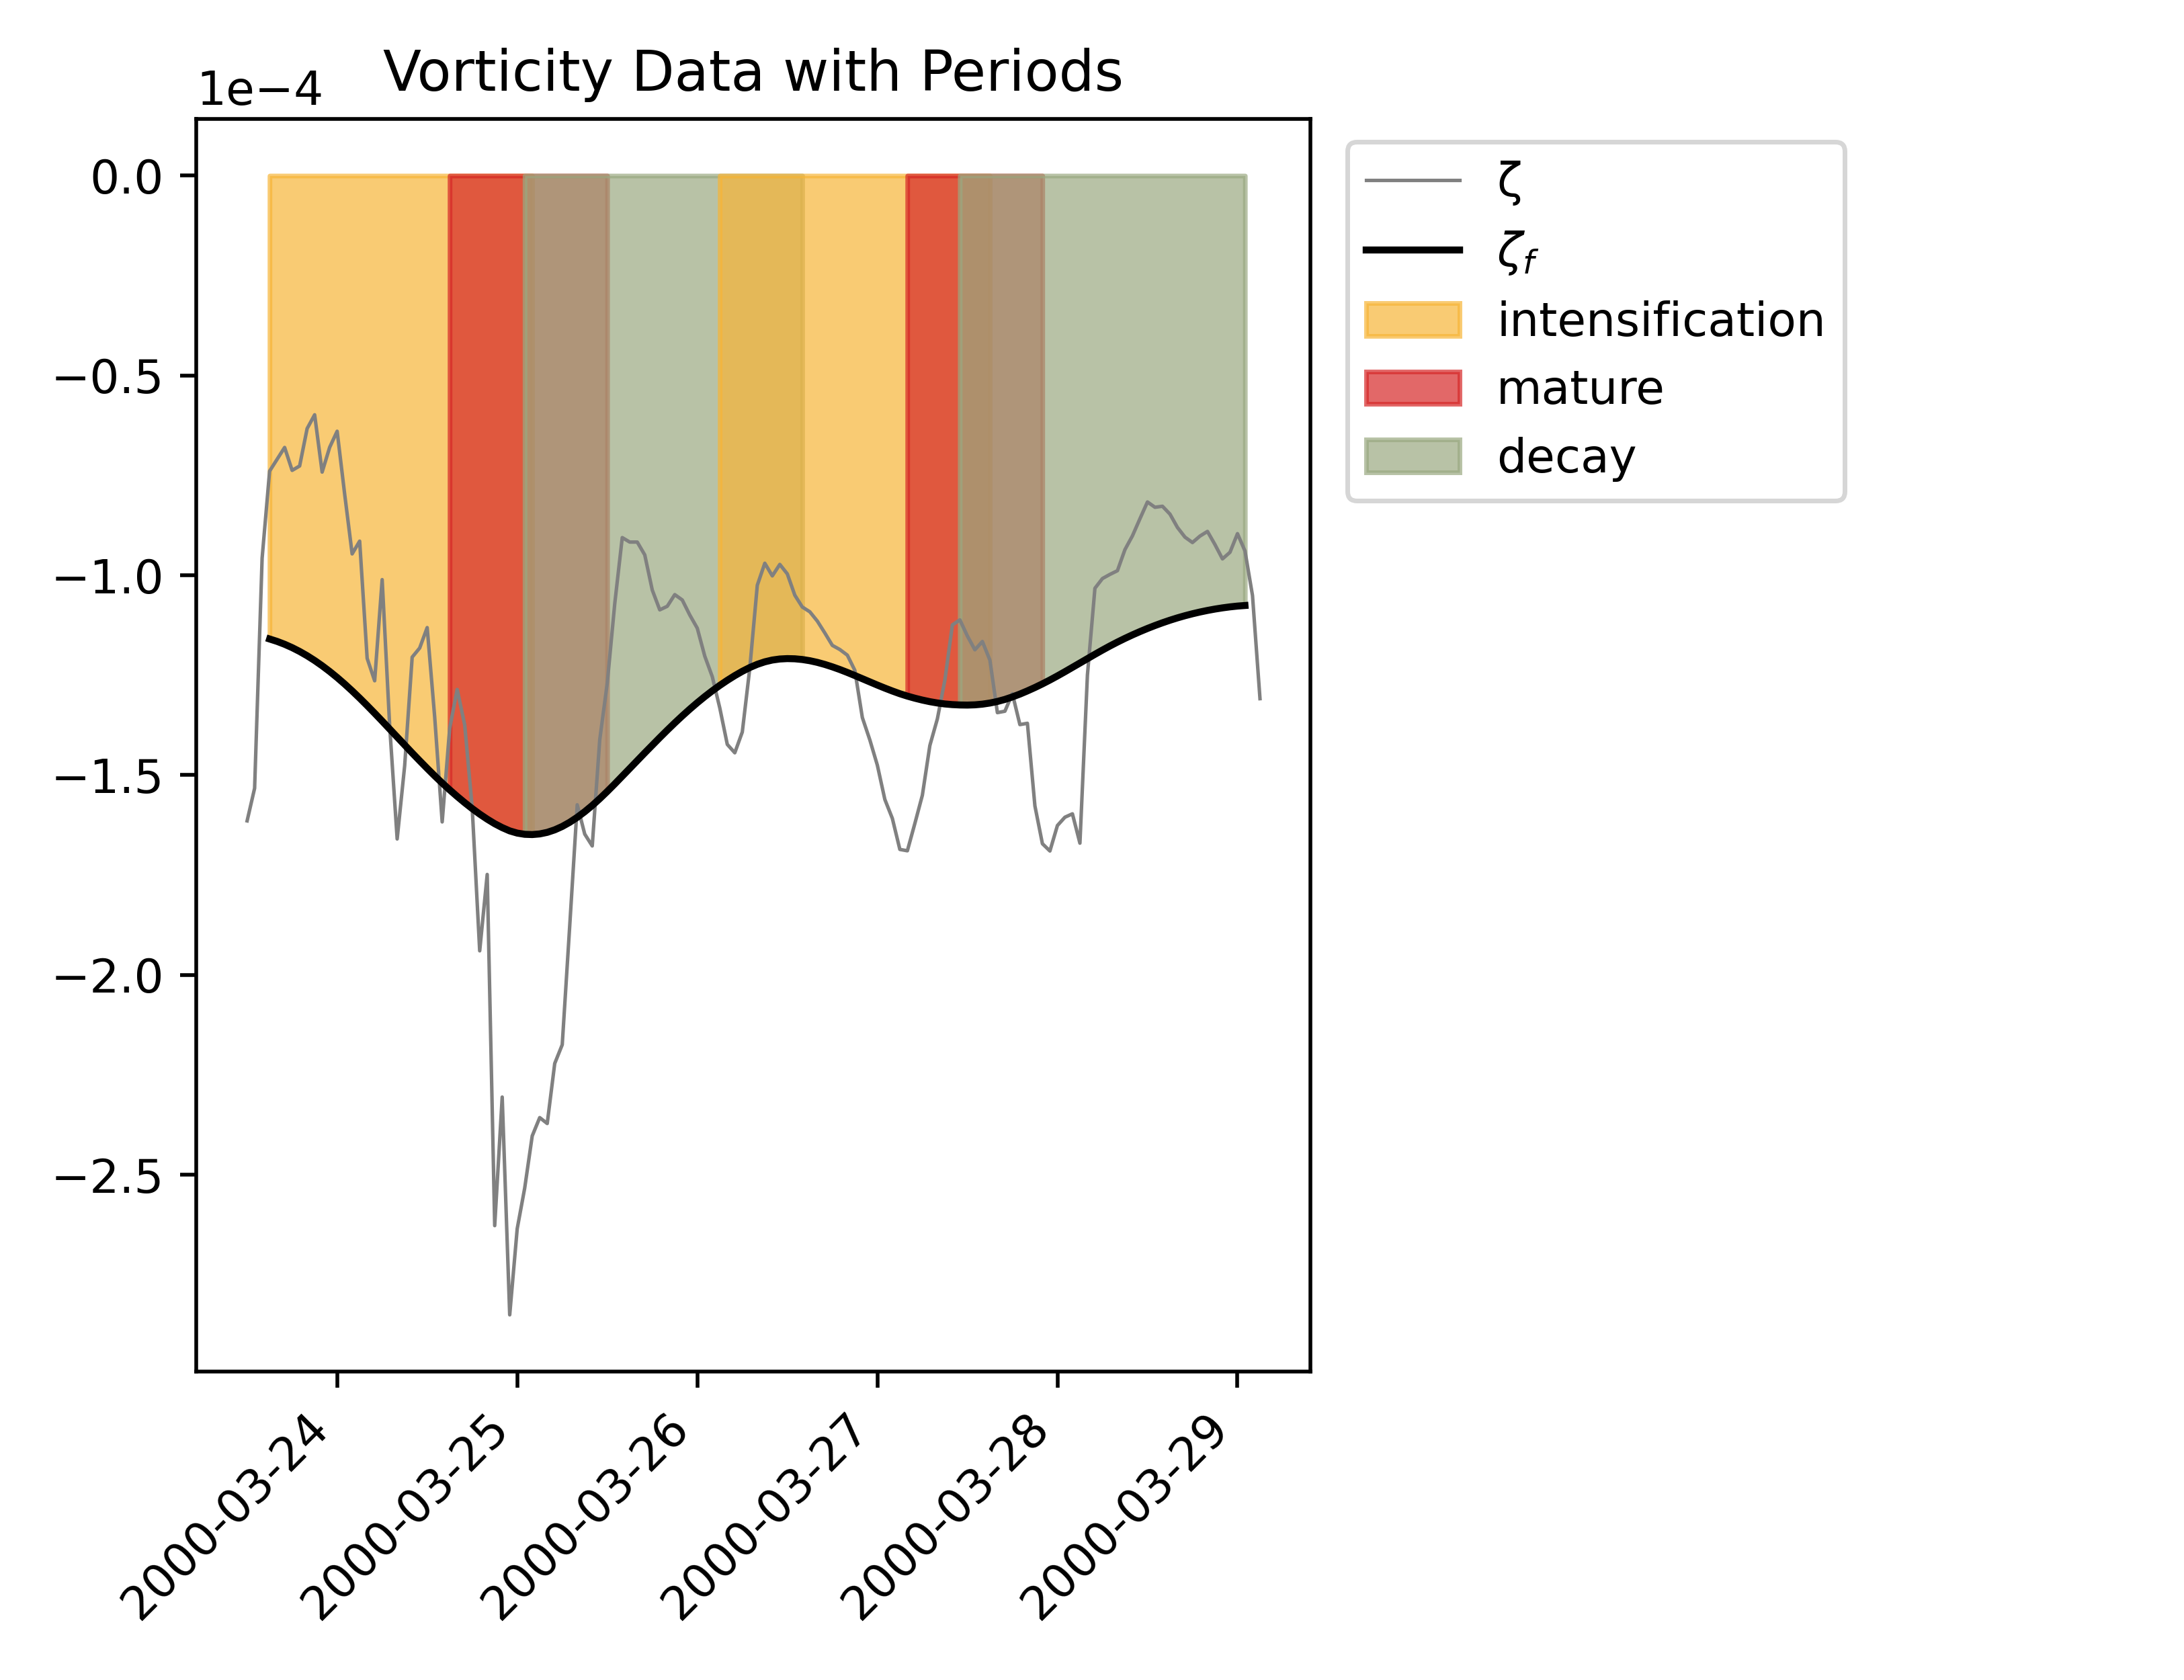 Vorticity Data with Periods
1e−4
0.0
−0.5
−1.0
−1.5
−2.0
−2.5
2000-03-24
2000-03-25
2000-03-26
2000-03-27
2000-03-28
2000-03-29
ζ
ζf
intensification
mature
decay